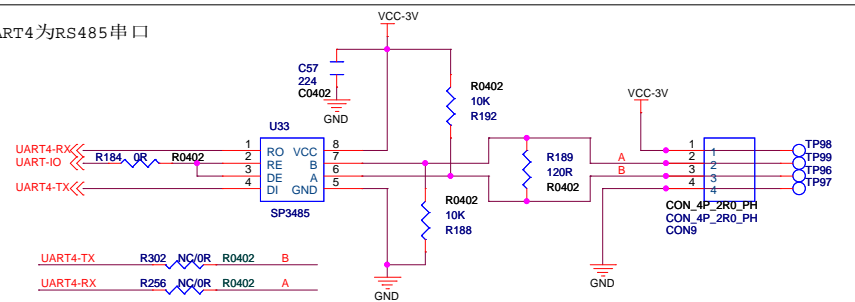 VCC-3V
ART4为RS485串口
C57
224
C0402
GND
R0402
10K
R192
VCC-3V
U33
UART4-RX
UART-IO
UART4-TX
R184
0R
R0402
1
2
3
4
RO
RE
DE
DI
VCC
B
A
GND
8
7
6
5
SP3485
R0402
10K
R188
R189
120R
R0402
A
B
1
2
3
4
1
2
3
4
TP98
TP99
TP96
TP97
CON_4P_2R0_PH
CON_4P_2R0_PH
CON9
UART4-TX
R302
NC/0R
R0402
B
UART4-RX
R256
NC/0R
R0402
A
GND
GND